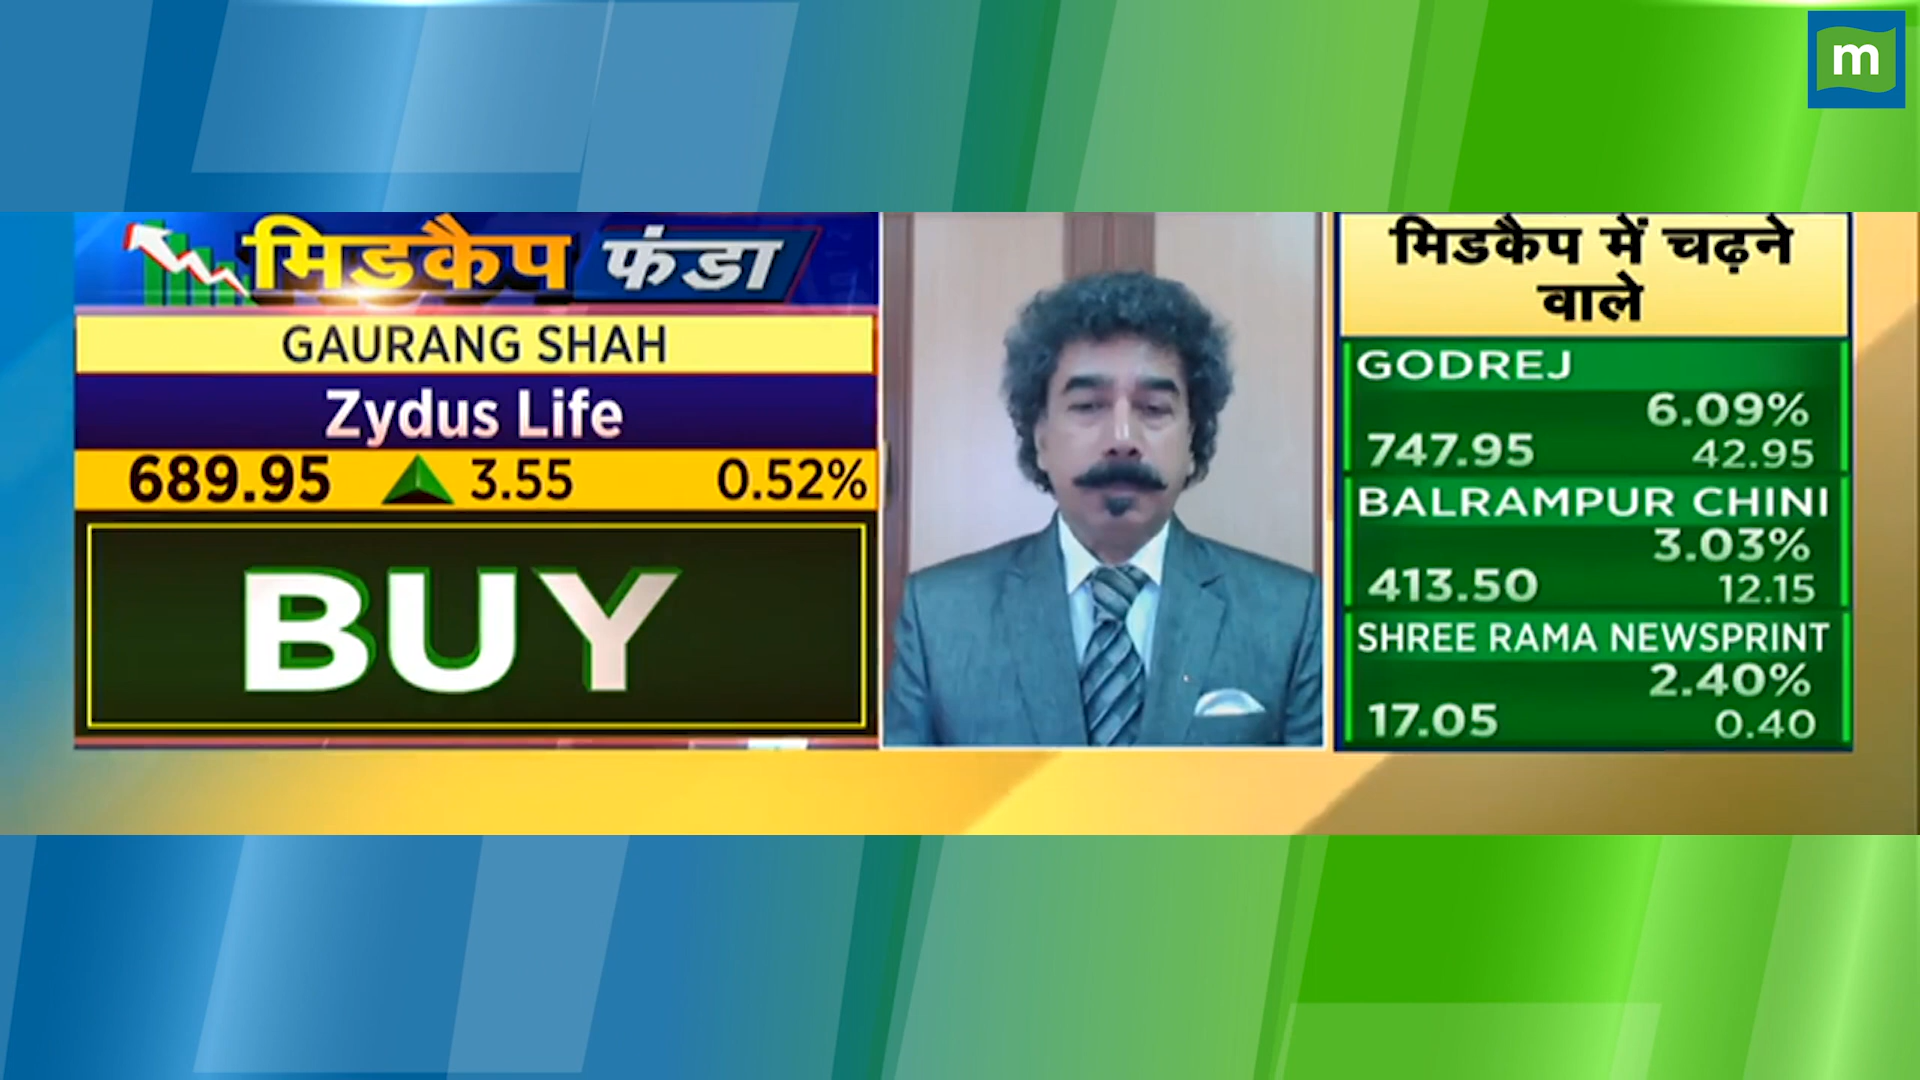 m
मिडकैप फंडा
GAURANG SHAH
Zydus Life
689.95 3.55 0.52%
BUY
मिडकैप में चढ़ने
वाले
GODREJ
6.09%
747.95 42.95
BALRAMPUR CHINI
3.03%
413.50 12.15
SHREE RAMA NEWSPRINT
2.40%
17.05 0.40